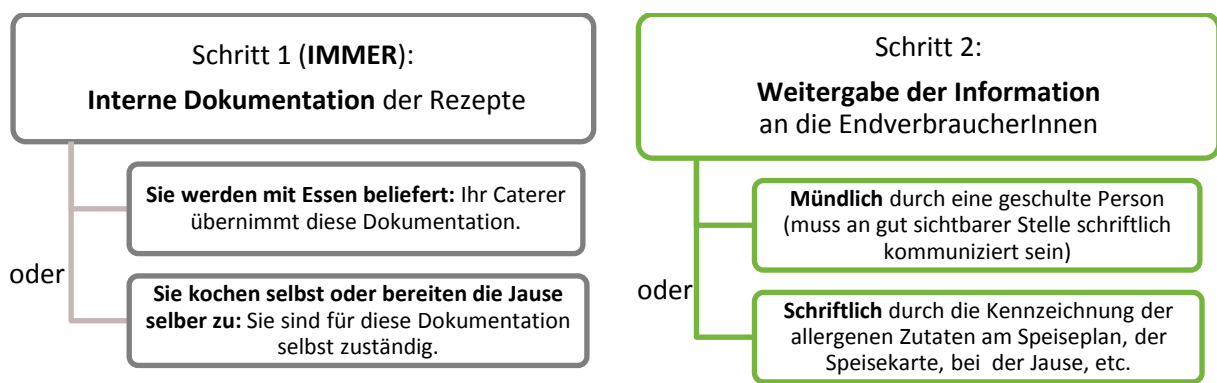 Schritt 1 (IMMER):
Interne Dokumentation der Rezepte
Sie werden mit Essen beliefert: Ihr Caterer
übernimmt diese Dokumentation.
oder
Sie kochen selbst oder bereiten die Jause
selber zu: Sie sind für diese Dokumentation
selbst zuständig.
Schritt 2:
Weitergabe der Information
an die EndverbraucherInnen
Mündlich durch eine geschulte Person
(muss an gut sichtbarer Stelle schriftlich
kommuniziert sein)
oder
Schriftlich durch die Kennzeichnung der
allergenen Zutaten am Speiseplan, der
Speisekarte, bei der Jause, etc.